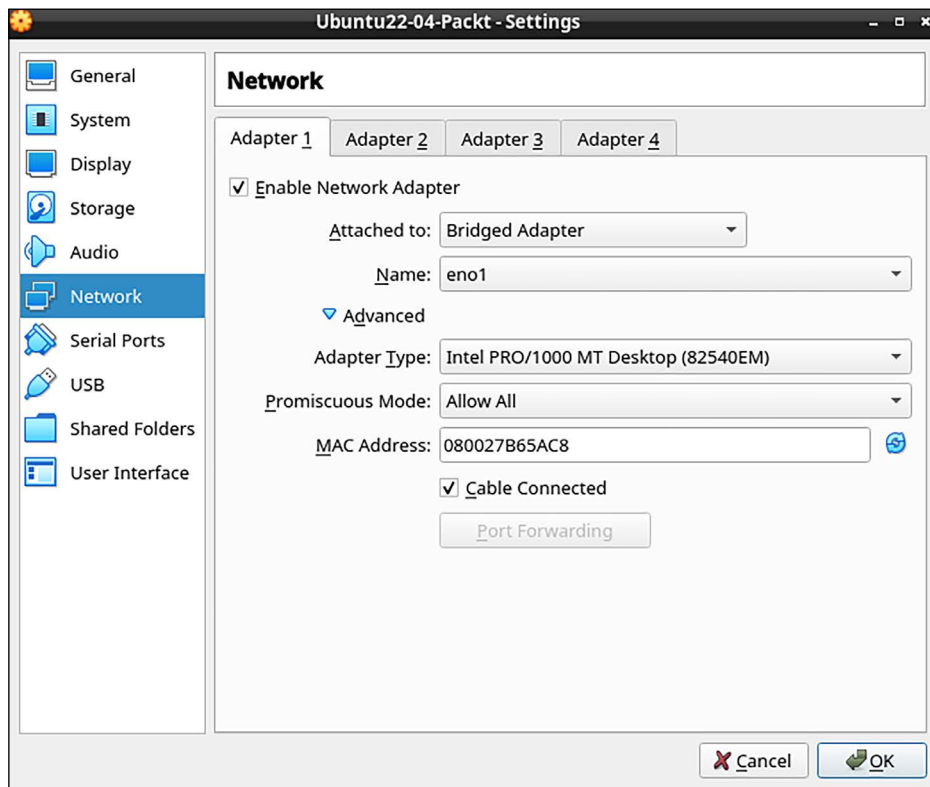 Ubuntu22-04-Packt - Settings
General
System
Display
Storage
Audio
Network
Serial Ports
USB
Shared Folders
User Interface
Network
Adapter 1 Adapter 2 Adapter 3 Adapter 4
Enable Network Adapter
Attached to: Bridged Adapter
Name: eno1
Advanced
Adapter Type: Intel PRO/1000 MT Desktop (82540EM)
Promiscuous Mode: Allow All
MAC Address: 080027B65AC8
Cable Connected
Port Forwarding
Cancel OK